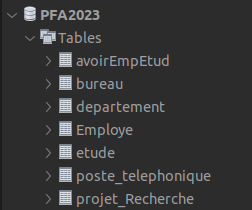 PFA2023
Tables
avoirEmpEtud
bureau
departement
Employe
etude
poste_telephonique
projet_Recherche